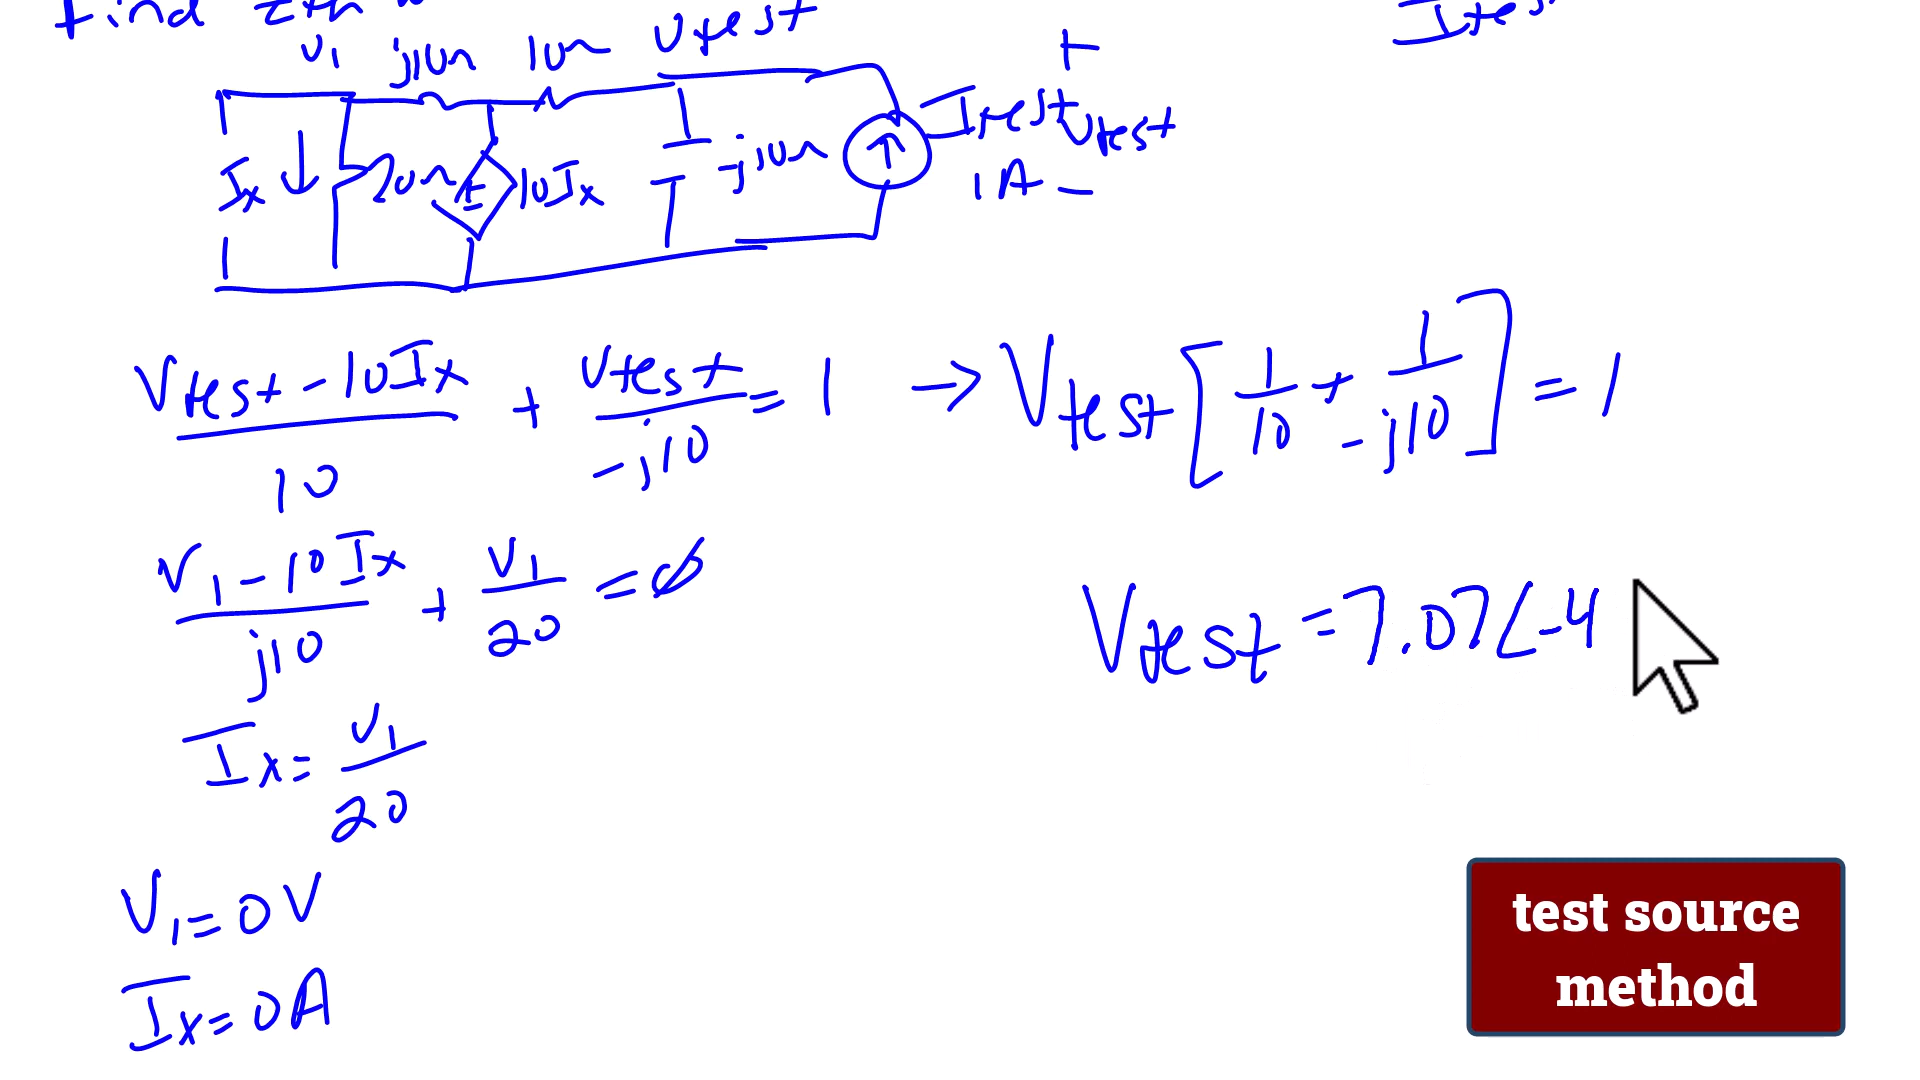 find Zth
Ites
V1 j10Ω 10Ω Vtest
+
Ix 20Ω ± 10Ix -j10Ω Itest Vtest
1A -
(Vtest - 10Ix)/10 + Vtest/(-j10) = 1 → Vtest[1/10 + 1/(-j10)] = 1
(V1 - 10Ix)/j10 + V1/20 = 0
Vtest = 7.07∠-4
Ix = V1/20
V1 = 0V
Ix = 0A
test source
method